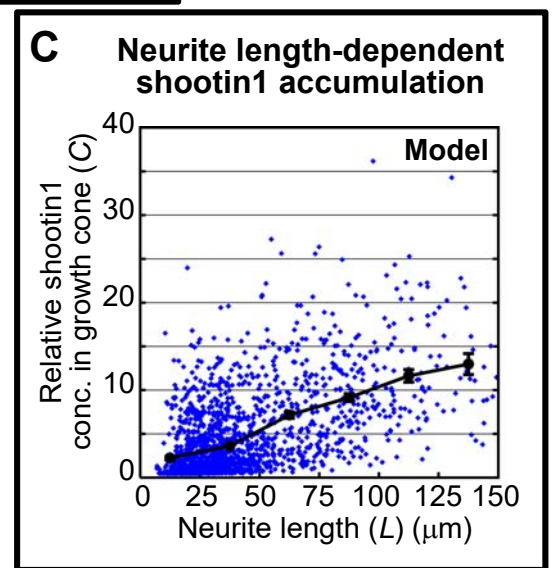 C
Neurite length-dependent
shootin1 accumulation
Model
Relative shootin1
conc. in growth cone (C)
40
30
20
10
0
0 25 50 75 100 125 150
Neurite length (L) (μm)